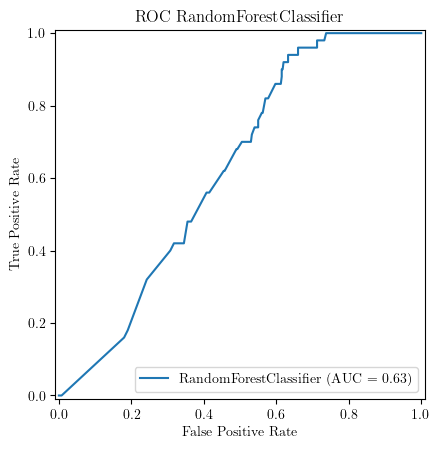 ROC RandomForestClassifier
1.0
0.8
0.6
0.4
0.2
0.0
True Positive Rate
RandomForestClassifier (AUC = 0.63)
0.0 0.2 0.4 0.6 0.8 1.0
False Positive Rate